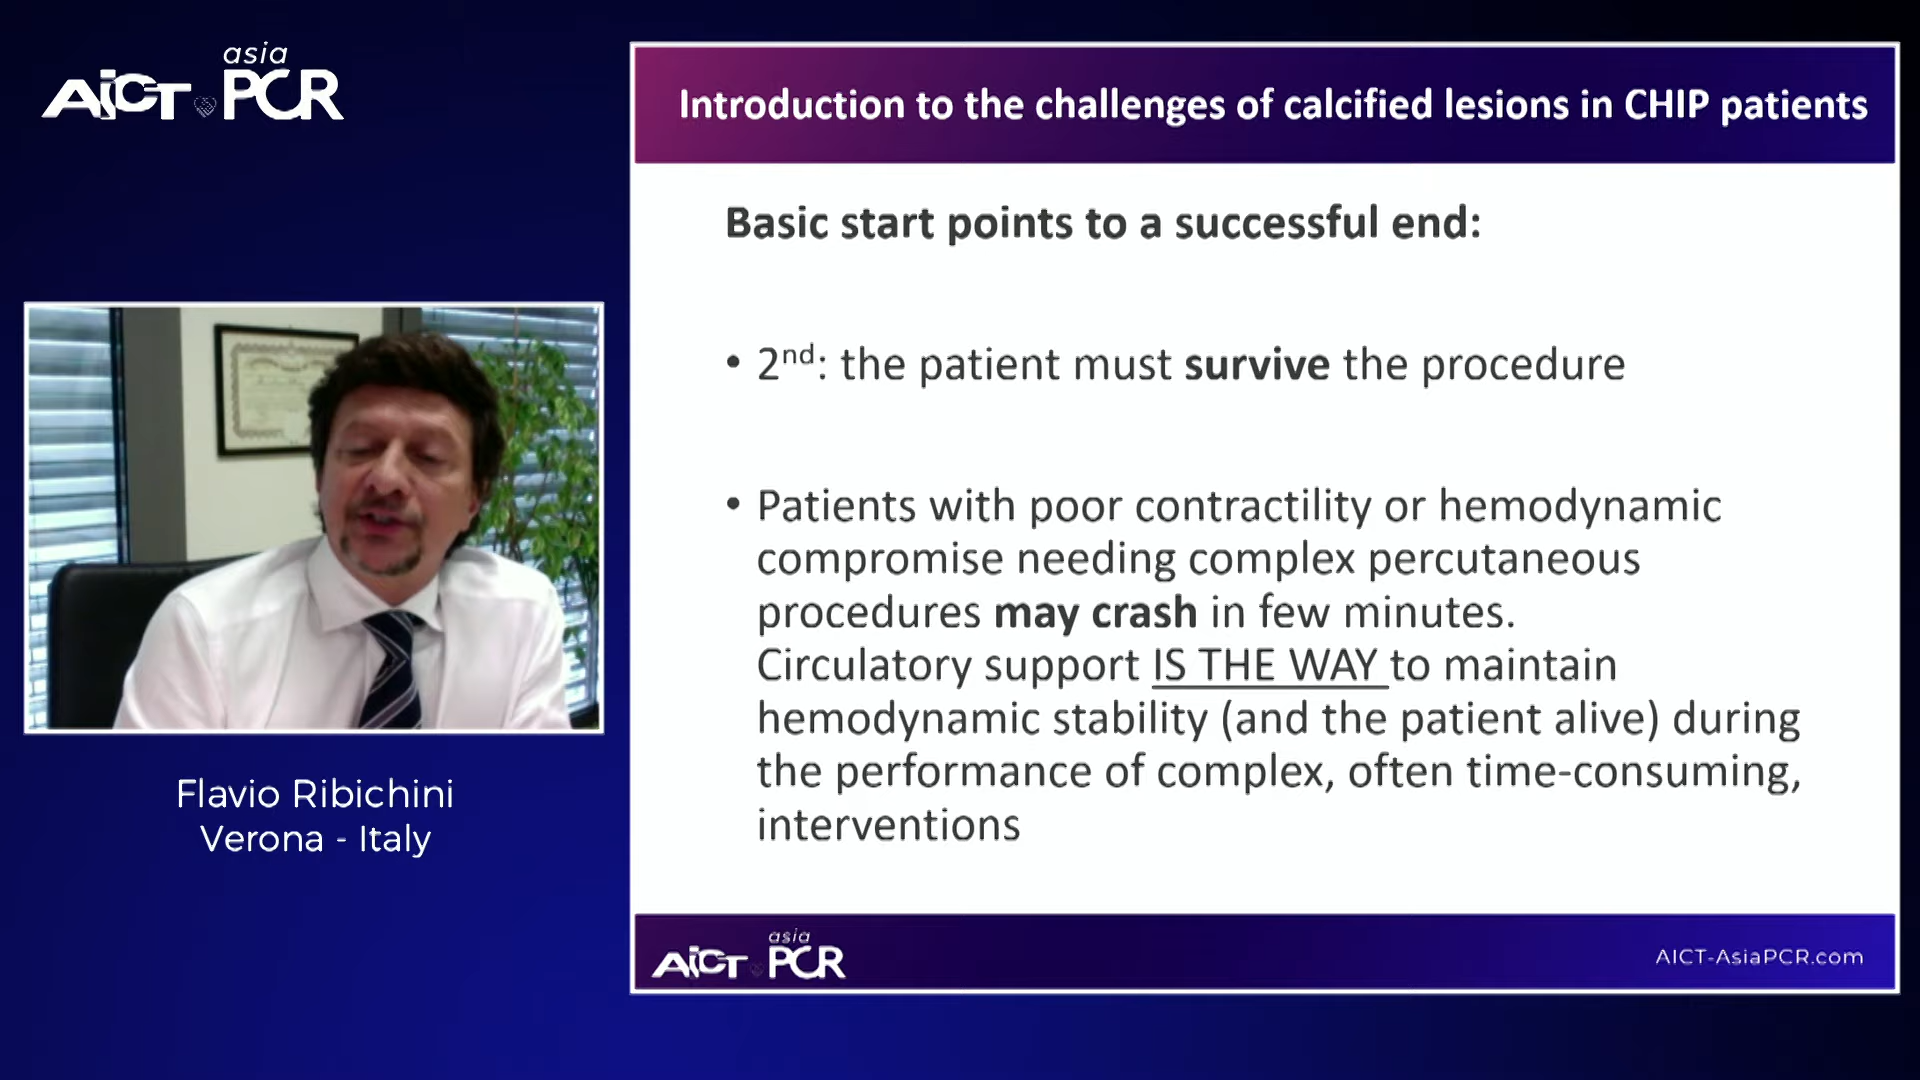 asia
AICT PCR
Introduction to the challenges of calcified lesions in CHIP patients
Basic start points to a successful end:
• 2nd: the patient must survive the procedure
• Patients with poor contractility or hemodynamic
compromise needing complex percutaneous
procedures may crash in few minutes.
Circulatory support IS THE WAY to maintain
hemodynamic stability (and the patient alive) during
the performance of complex, often time-consuming,
interventions
Flavio Ribichini
Verona - Italy
asia
AICT PCR
AICT-AsiaPCR.com